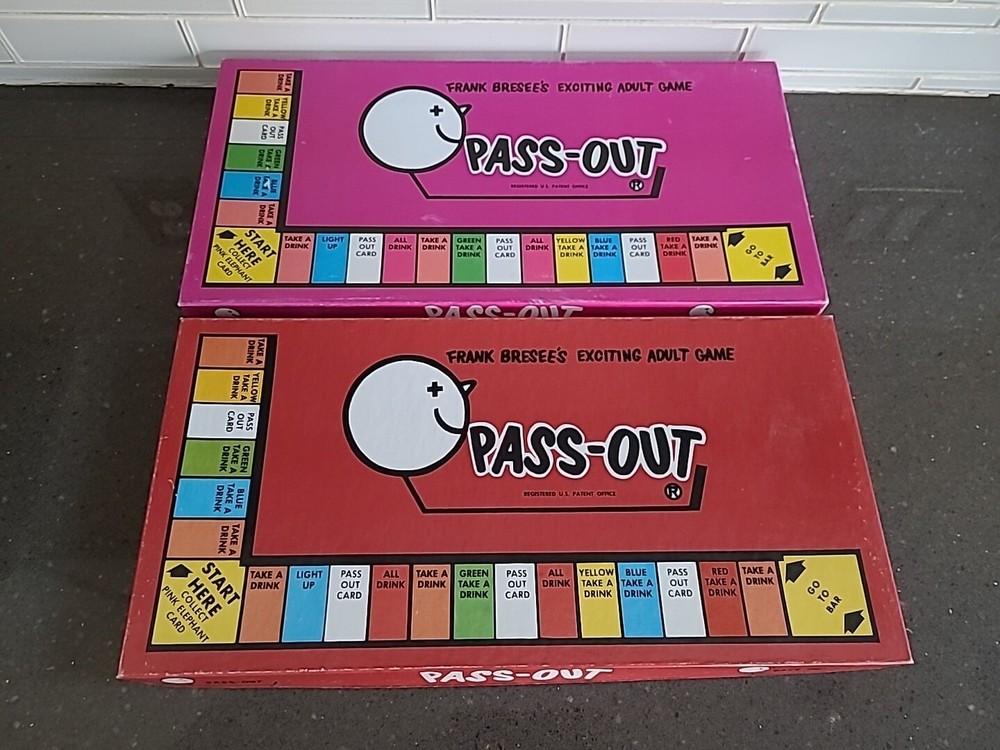 FRANK BRESEE'S EXCITING ADULT GAME
PASS-OUT
REGISTERED U.S. PATENT OFFICE
®
TAKE A
DRINK
YELLOW
TAKE A
DRINK
PASS
OUT
CARD
GREEN
TAKE A
DRINK
BLUE
TAKE A
DRINK
TAKE A
DRINK
START
HERE
COLLECT
PINK ELEPHANT
CARD
TAKE A
DRINK
LIGHT
UP
PASS
OUT
CARD
ALL
DRINK
TAKE A
DRINK
GREEN
TAKE A
DRINK
PASS
OUT
CARD
ALL
DRINK
YELLOW
TAKE A
DRINK
BLUE
TAKE A
DRINK
PASS
OUT
CARD
RED
TAKE A
DRINK
TAKE A
DRINK
GO
TO
BAR
PASS-OUT
FRANK BRESEE'S EXCITING ADULT GAME
PASS-OUT
REGISTERED U.S. PATENT OFFICE
®
TAKE A
DRINK
YELLOW
TAKE A
DRINK
PASS
OUT
CARD
GREEN
TAKE A
DRINK
BLUE
TAKE A
DRINK
TAKE A
DRINK
START
HERE
COLLECT
PINK ELEPHANT
CARD
TAKE A
DRINK
LIGHT
UP
PASS
OUT
CARD
ALL
DRINK
TAKE A
DRINK
GREEN
TAKE A
DRINK
PASS
OUT
CARD
ALL
DRINK
YELLOW
TAKE A
DRINK
BLUE
TAKE A
DRINK
PASS
OUT
CARD
RED
TAKE A
DRINK
TAKE A
DRINK
GO
TO
BAR
PASS-OUT
PASS-OUT